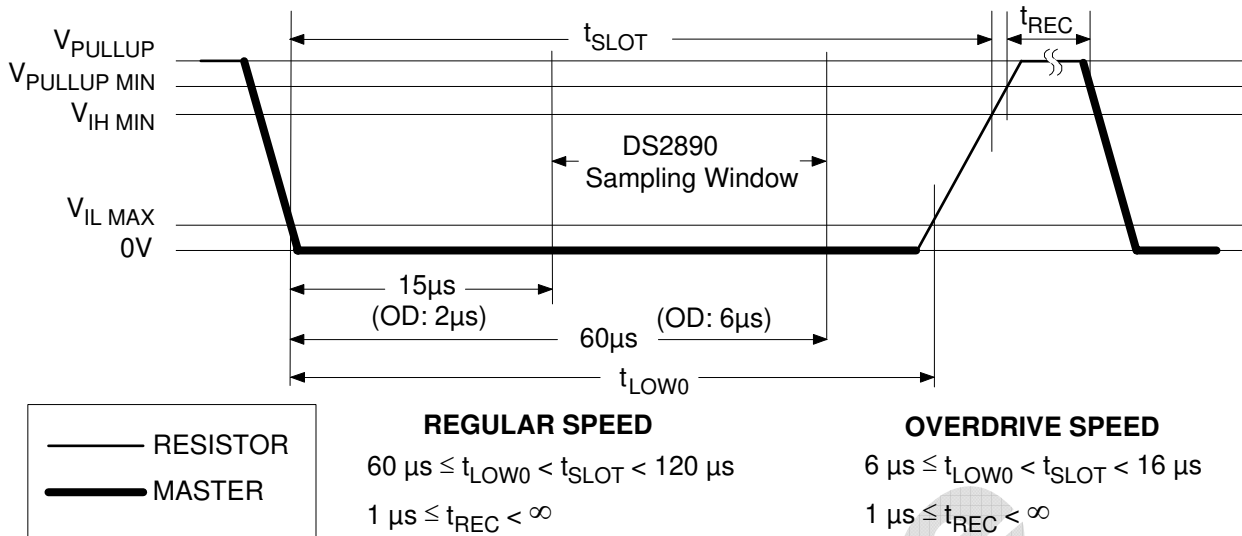 t_SLOT
t_REC
V_PULLUP
V_PULLUP MIN
V_IH MIN
DS2890
Sampling Window
V_IL MAX
0V
15µs
(OD: 2µs)
(OD: 6µs)
60µs
t_LOW0
RESISTOR
MASTER
REGULAR SPEED
60 µs ≤ t_LOW0 < t_SLOT < 120 µs
1 µs ≤ t_REC < ∞
OVERDRIVE SPEED
6 µs ≤ t_LOW0 < t_SLOT < 16 µs
1 µs ≤ t_REC < ∞